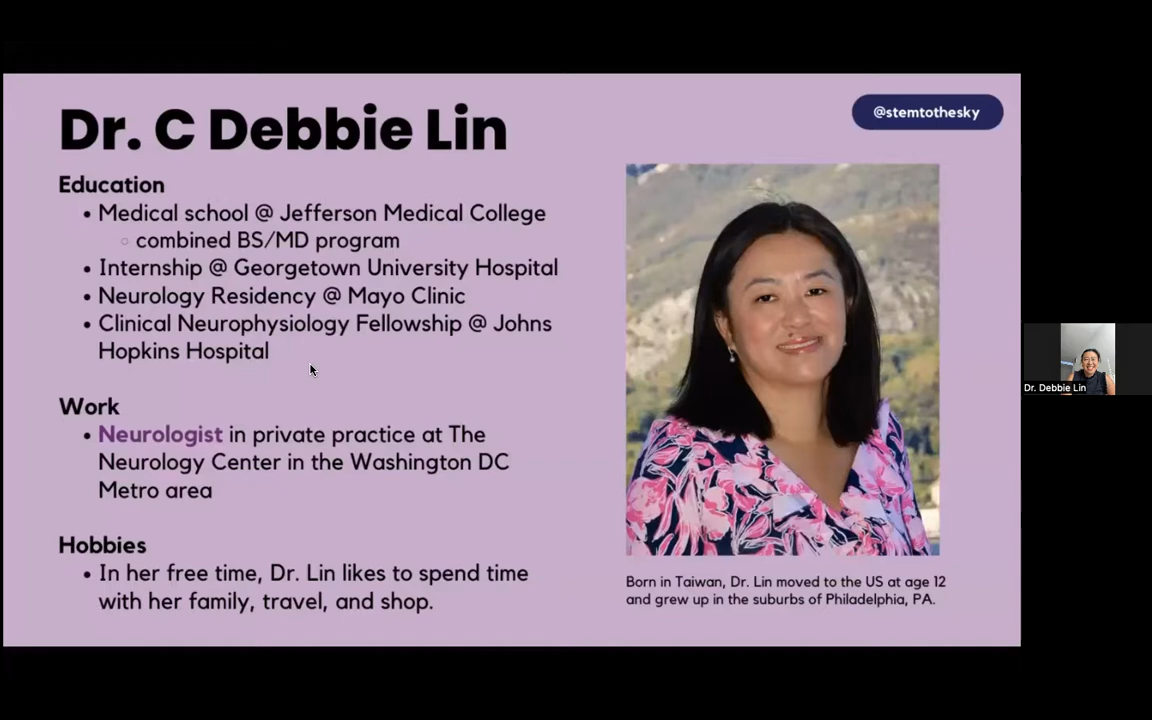 Dr. C Debbie Lin
@stemtothesky
Education
• Medical school @ Jefferson Medical College
◦ combined BS/MD program
• Internship @ Georgetown University Hospital
• Neurology Residency @ Mayo Clinic
• Clinical Neurophysiology Fellowship @ Johns
Hopkins Hospital
Work
• Neurologist in private practice at The
Neurology Center in the Washington DC
Metro area
Hobbies
• In her free time, Dr. Lin likes to spend time
with her family, travel, and shop.
Born in Taiwan, Dr. Lin moved to the US at age 12
and grew up in the suburbs of Philadelphia, PA.
Dr. Debbie Lin